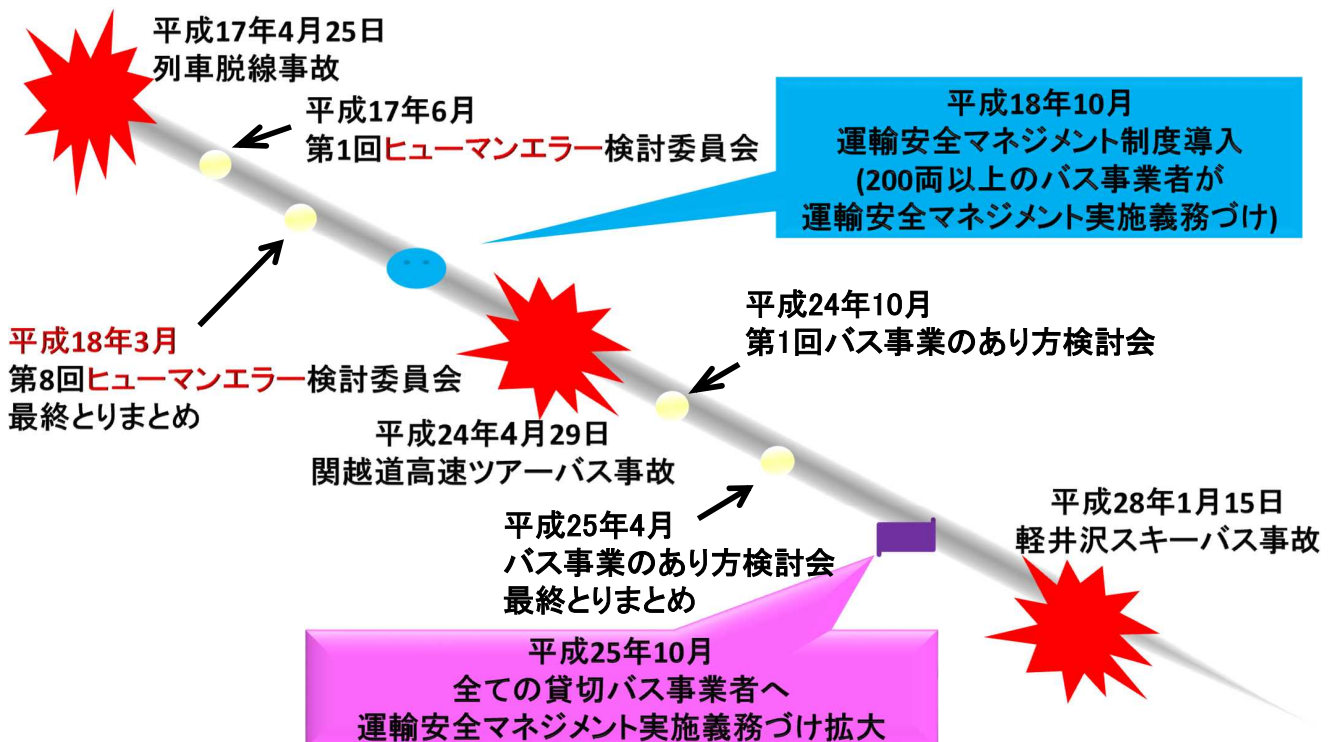 平成17年4月25日
列車脱線事故
平成17年6月
第1回ヒューマンエラー検討委員会
平成18年10月
運輸安全マネジメント制度導入
(200両以上のバス事業者が
運輸安全マネジメント実施義務づけ)
平成18年3月
第8回ヒューマンエラー検討委員会
最終とりまとめ
平成24年4月29日
関越道高速ツアーバス事故
平成24年10月
第1回バス事業のあり方検討会
平成25年4月
バス事業のあり方検討会
最終とりまとめ
平成25年10月
全ての貸切バス事業者へ
運輸安全マネジメント実施義務づけ拡大
平成28年1月15日
軽井沢スキーバス事故